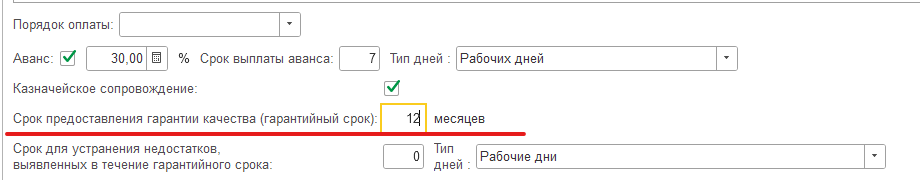 Порядок оплаты:
Аванс: 30,00 % Срок выплаты аванса: 7 Тип дней : Рабочих дней
Казначейское сопровождение:
Срок предоставления гарантии качества (гарантийный срок): 12 месяцев
Срок для устранения недостатков,
выявленных в течение гарантийного срока: 0 Тип дней : Рабочие дни